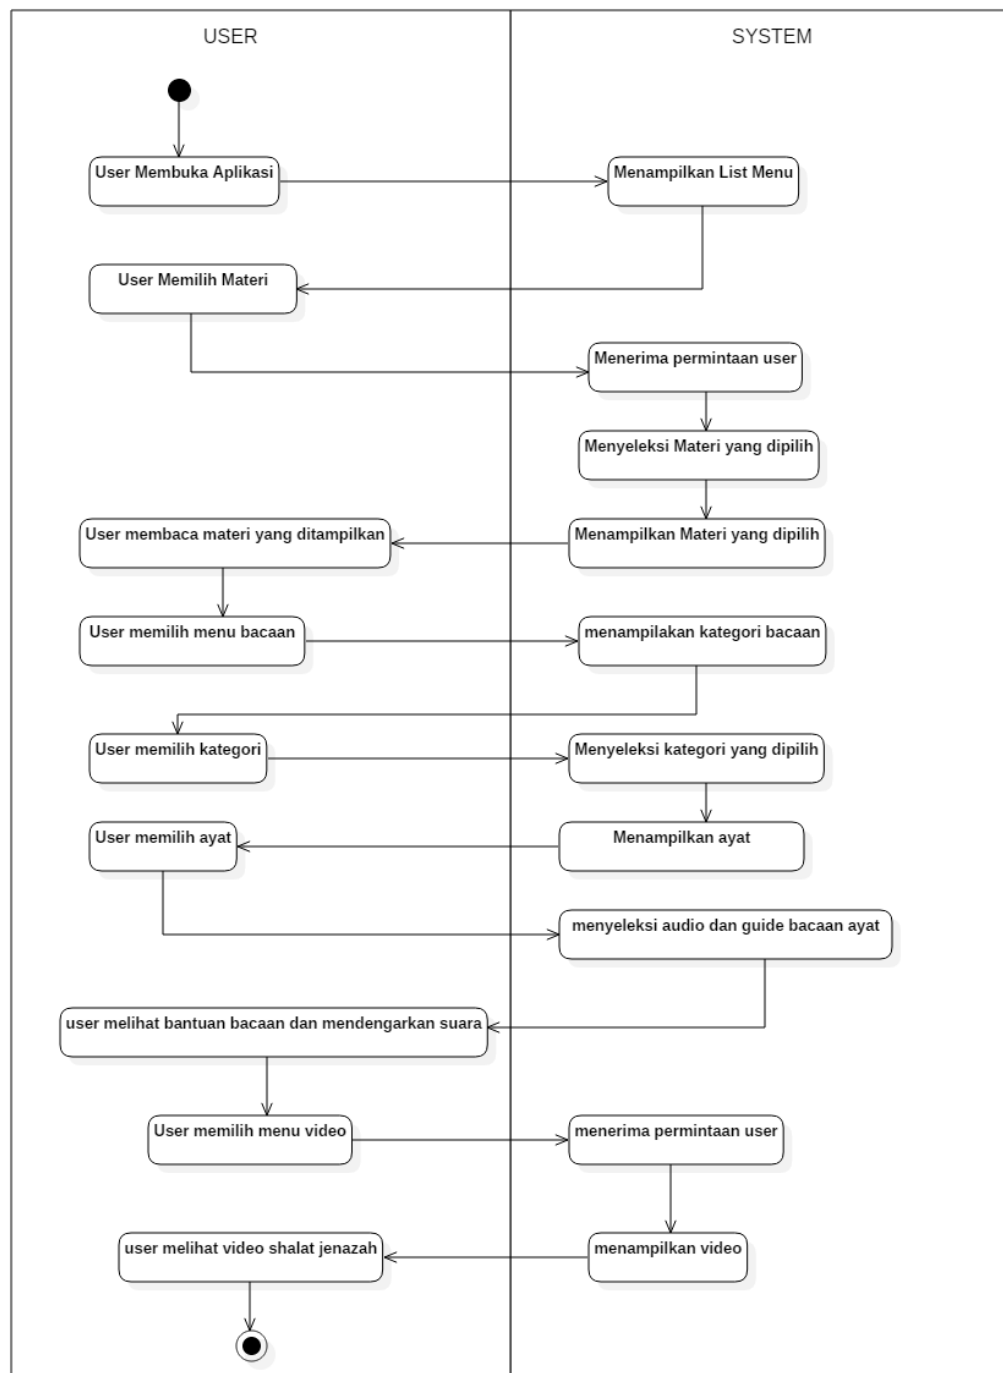 USER
SYSTEM
User Membuka Aplikasi
Menampilkan List Menu
User Memilih Materi
Menerima permintaan user
Menyeleksi Materi yang dipilih
User membaca materi yang ditampilkan
Menampilkan Materi yang dipilih
User memilih menu bacaan
menampilakan kategori bacaan
User memilih kategori
Menyeleksi kategori yang dipilih
User memilih ayat
Menampilkan ayat
menyeleksi audio dan guide bacaan ayat
user melihat bantuan bacaan dan mendengarkan suara
User memilih menu video
menerima permintaan user
user melihat video shalat jenazah
menampilkan video